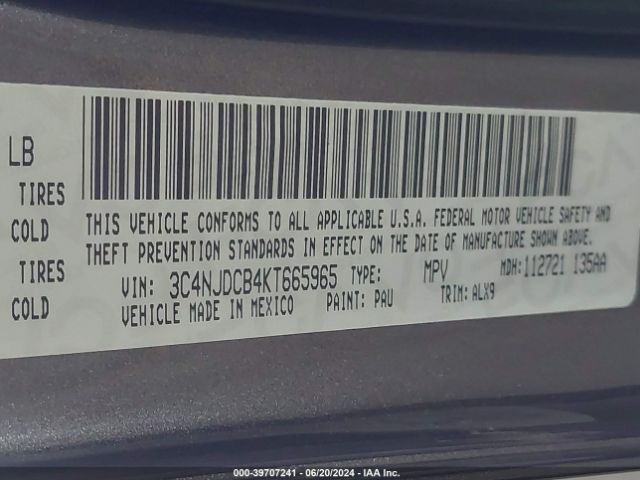 LB
TIRES
COLD
TIRES
COLD
THIS VEHICLE CONFORMS TO ALL APPLICABLE U.S.A. FEDERAL MOTOR VEHICLE SAFETY AND
THEFT PREVENTION STANDARDS IN EFFECT ON THE DATE OF MANUFACTURE SHOWN ABOVE.
VIN: 3C4NJDCB4KT665965 TYPE: MPV MDH: 112721 135AA
VEHICLE MADE IN MEXICO PAINT: PAU TRIM: ALX9
000-39707241 - 06/20/2024 - IAAI.com